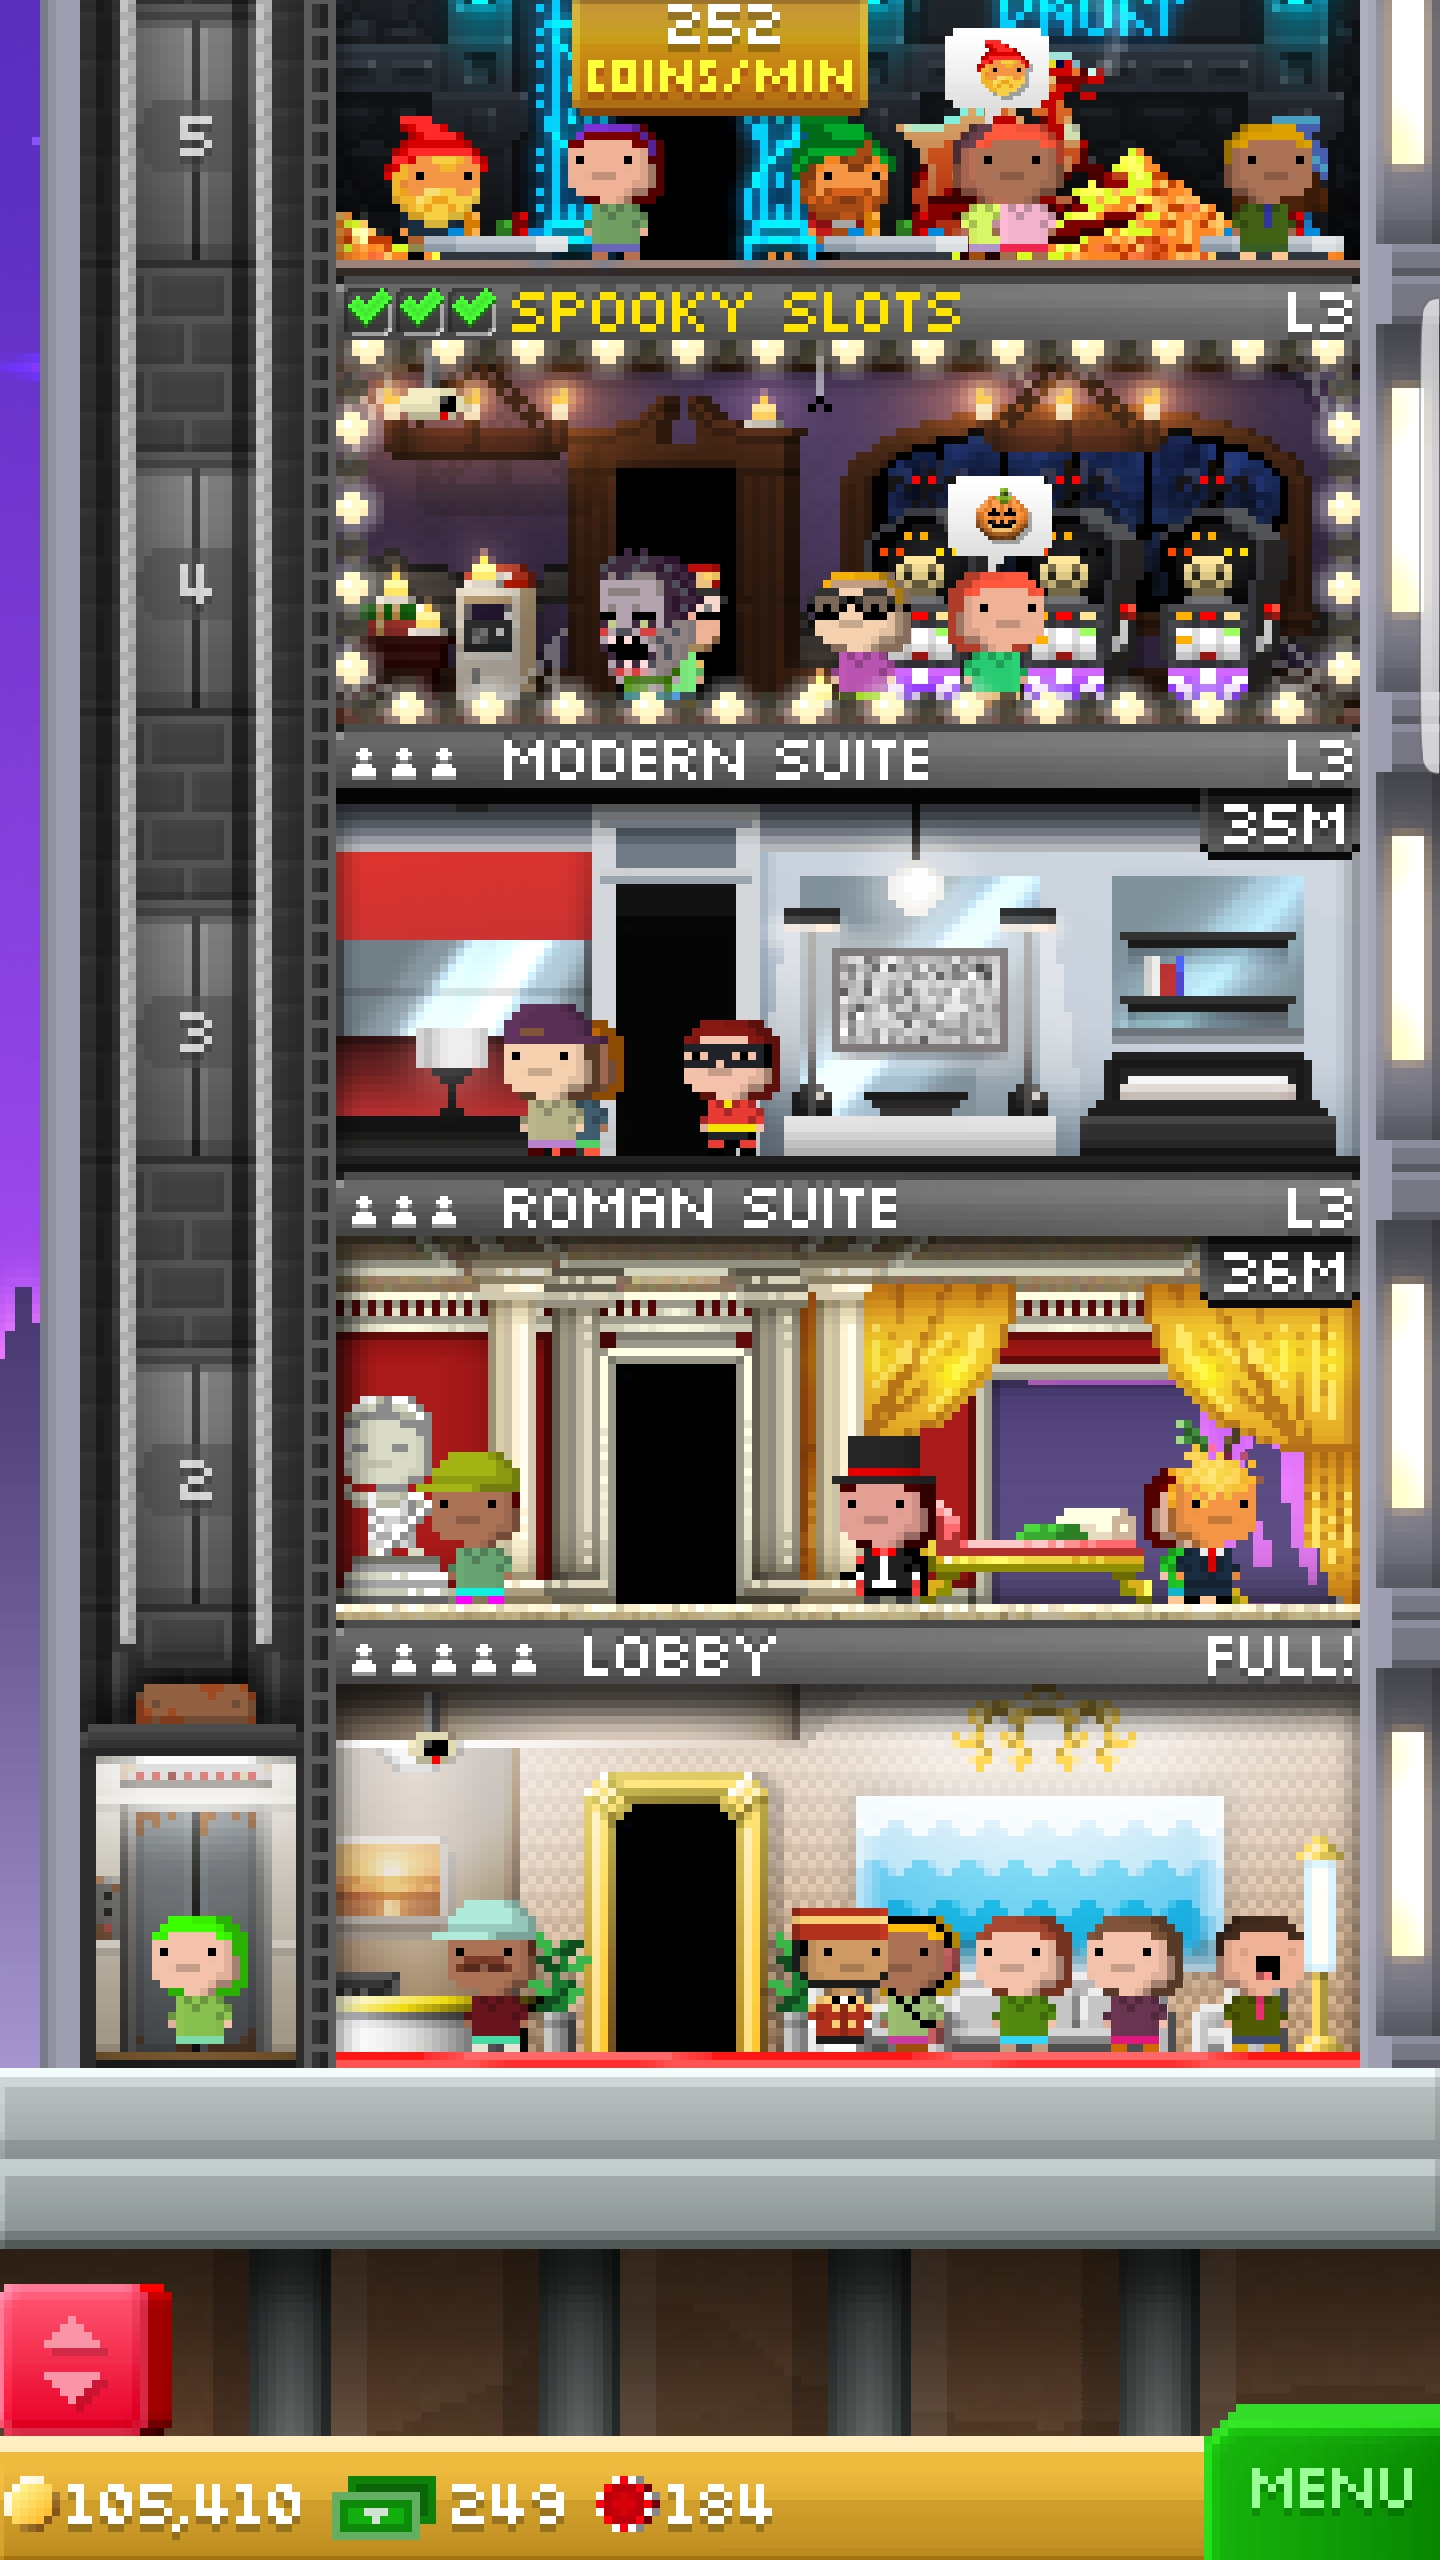 252
COINS/MIN
5
SPOOKY SLOTS L3
4
MODERN SUITE L3
35M
3
ROMAN SUITE L3
36M
2
LOBBY FULL!
105,410 249 184
MENU